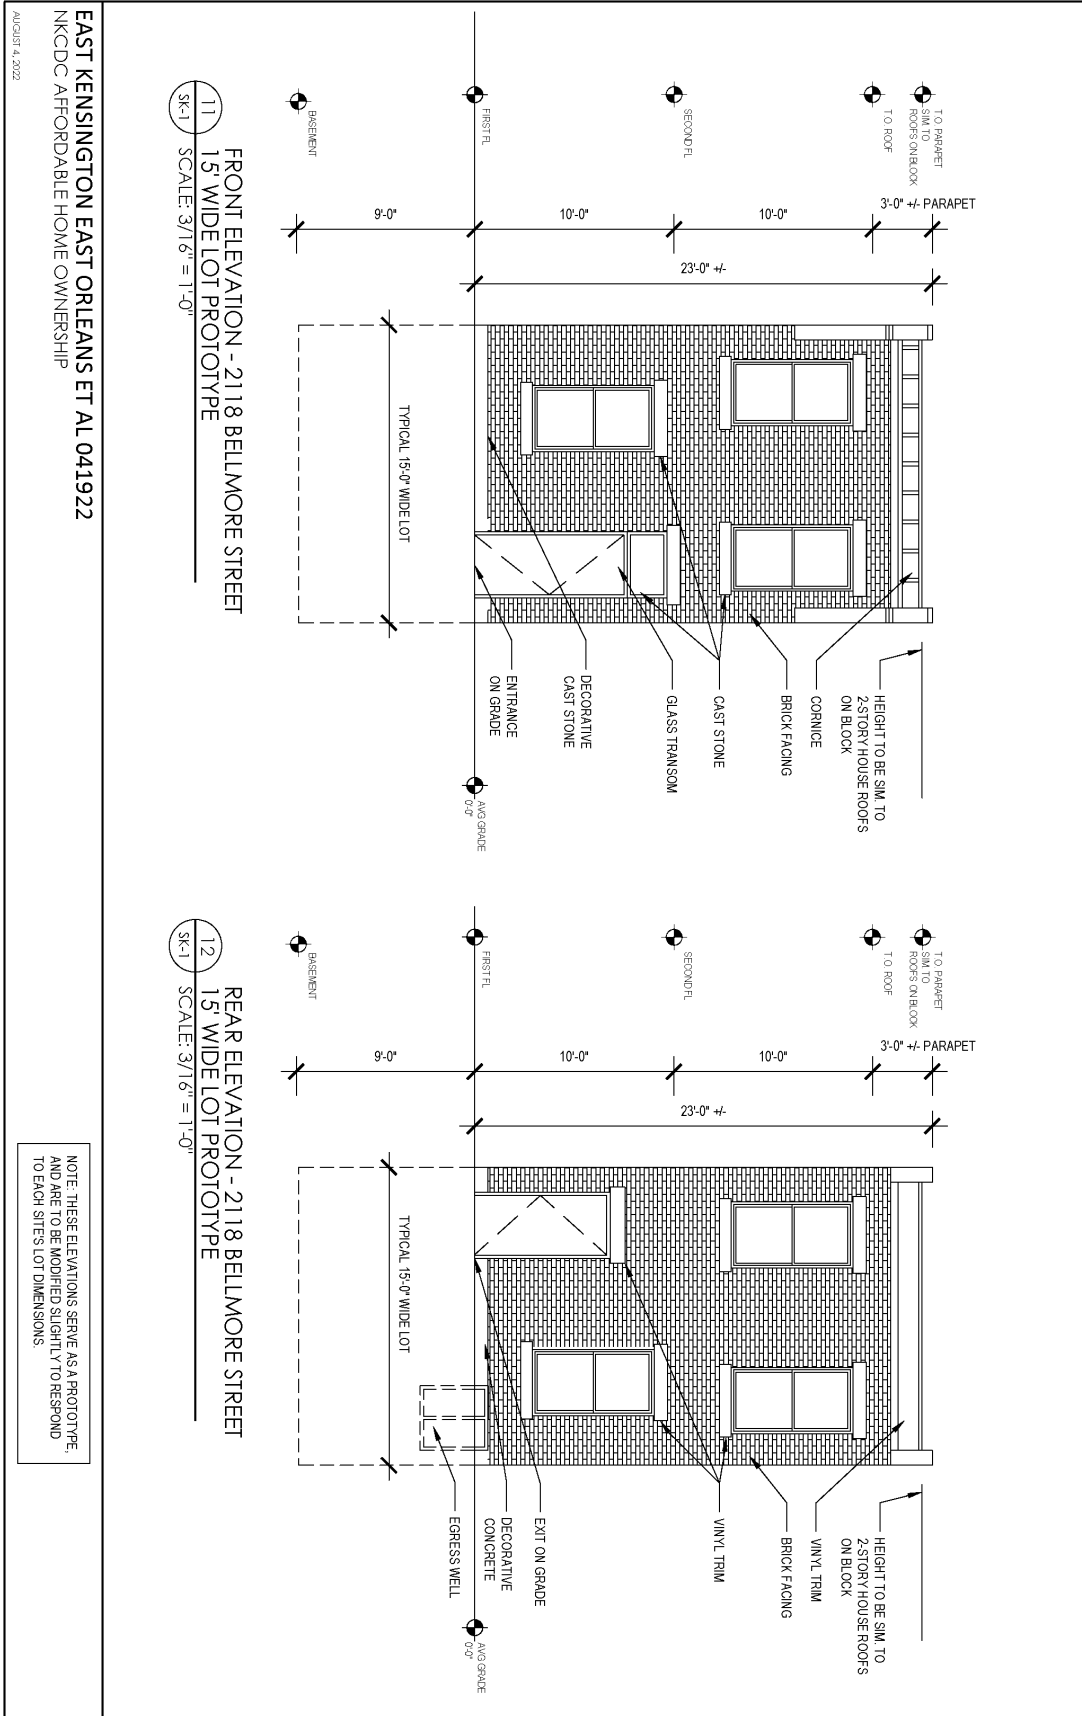 T.O. PARAPET
SIM. TO
ROOFS ON BLOCK
T.O. ROOF
SECOND FL
FIRST FL
BASEMENT
3'-0" +/- PARAPET
10'-0"
10'-0"
9'-0"
23'-0" +/-
TYPICAL 15'-0" WIDE LOT
HEIGHT TO BE SIM. TO
2-STORY HOUSE ROOFS
ON BLOCK
CORNICE
BRICK FACING
CAST STONE
GLASS TRANSOM
DECORATIVE
CAST STONE
ENTRANCE
ON GRADE
AVG GRADE
0'-0"
11
SK-1
FRONT ELEVATION - 2118 BELLMORE STREET
15' WIDE LOT PROTOTYPE
SCALE: 3/16" = 1'-0"
T.O. PARAPET
SIM. TO
ROOFS ON BLOCK
T.O. ROOF
SECOND FL
FIRST FL
BASEMENT
3'-0" +/- PARAPET
10'-0"
10'-0"
9'-0"
23'-0" +/-
TYPICAL 15'-0" WIDE LOT
HEIGHT TO BE SIM. TO
2-STORY HOUSE ROOFS
ON BLOCK
VINYL TRIM
BRICK FACING
VINYL TRIM
EXIT ON GRADE
DECORATIVE
CONCRETE
EGRESS WELL
AVG GRADE
0'-0"
12
SK-1
REAR ELEVATION - 2118 BELLMORE STREET
15' WIDE LOT PROTOTYPE
SCALE: 3/16" = 1'-0"
EAST KENSINGTON EAST ORLEANS ET AL 041922
NKCDC AFFORDABLE HOME OWNERSHIP
AUGUST 4, 2022
NOTE: THESE ELEVATIONS SERVE AS A PROTOTYPE,
AND ARE TO BE MODIFIED SLIGHTLY TO RESPOND
TO EACH SITE'S LOT DIMENSIONS.